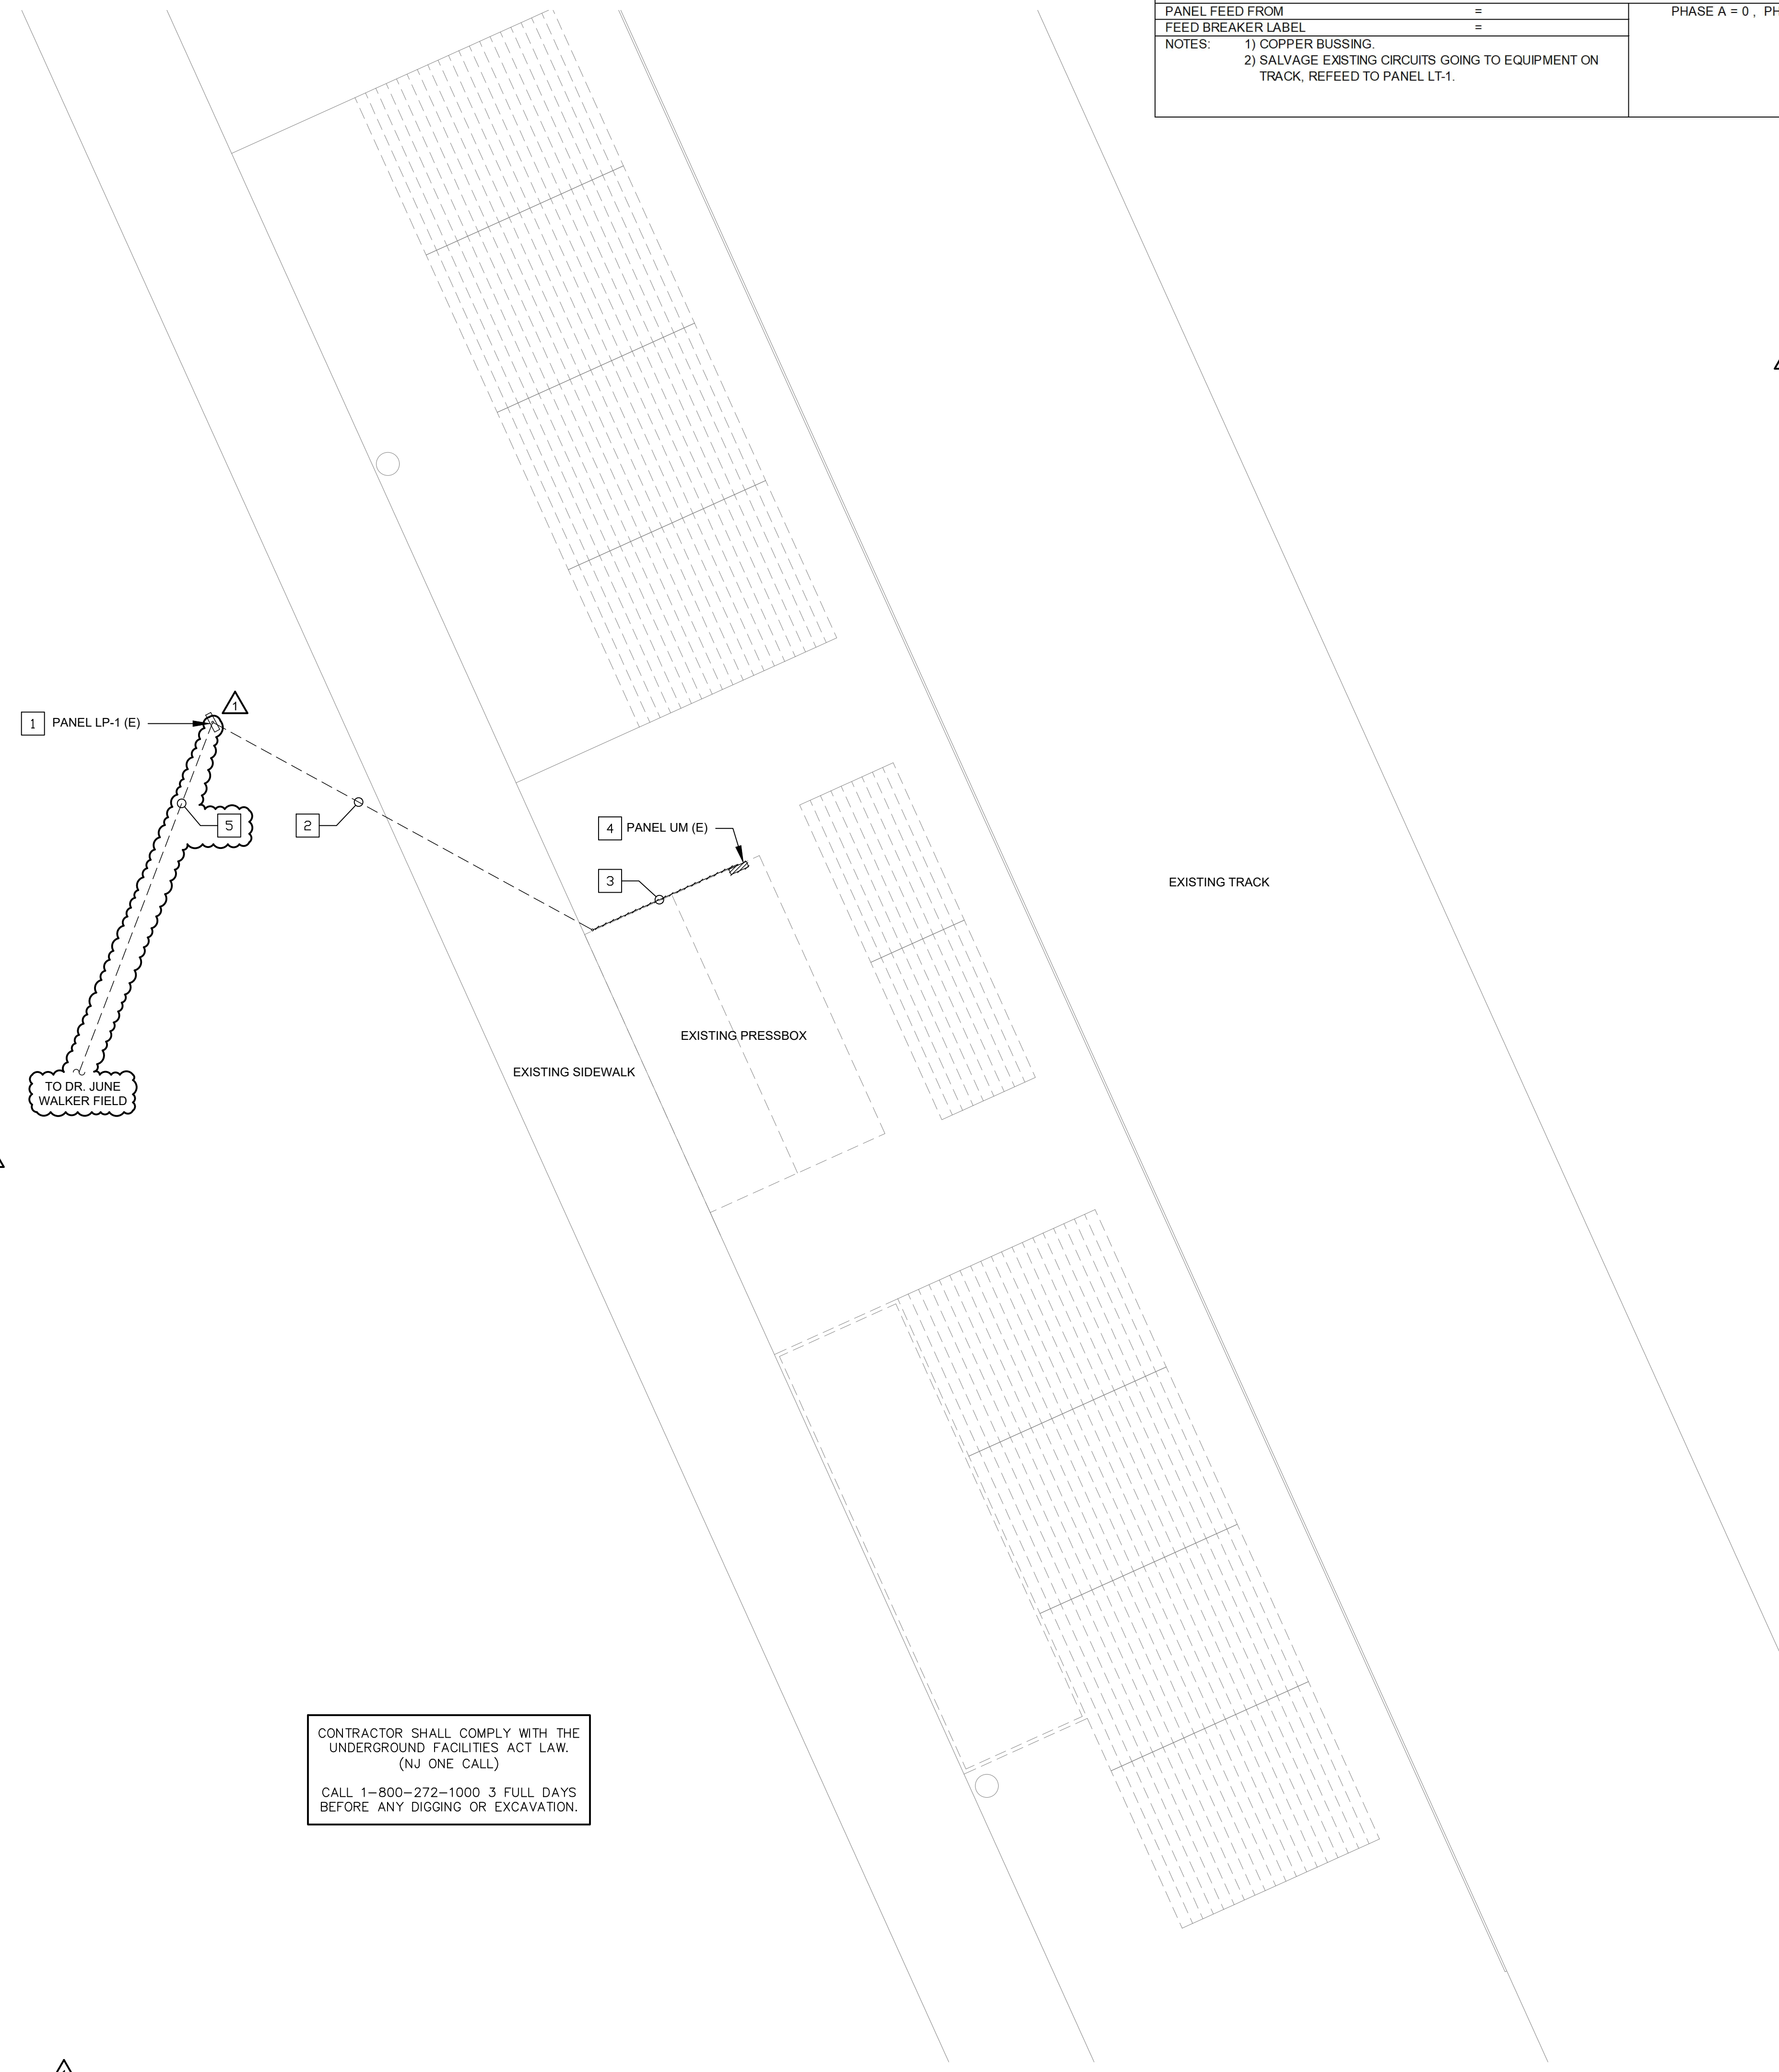 PANEL FEED FROM = PHASE A = 0 , PH
FEED BREAKER LABEL =
NOTES: 1) COPPER BUSSING.
2) SALVAGE EXISTING CIRCUITS GOING TO EQUIPMENT ON
TRACK, REFEED TO PANEL LT-1.
1
1 PANEL LP-1 (E)
5
2
4 PANEL UM (E)
3
EXISTING TRACK
EXISTING PRESSBOX
EXISTING SIDEWALK
TO DR. JUNE
WALKER FIELD
CONTRACTOR SHALL COMPLY WITH THE
UNDERGROUND FACILITIES ACT LAW.
(NJ ONE CALL)
CALL 1-800-272-1000 3 FULL DAYS
BEFORE ANY DIGGING OR EXCAVATION.